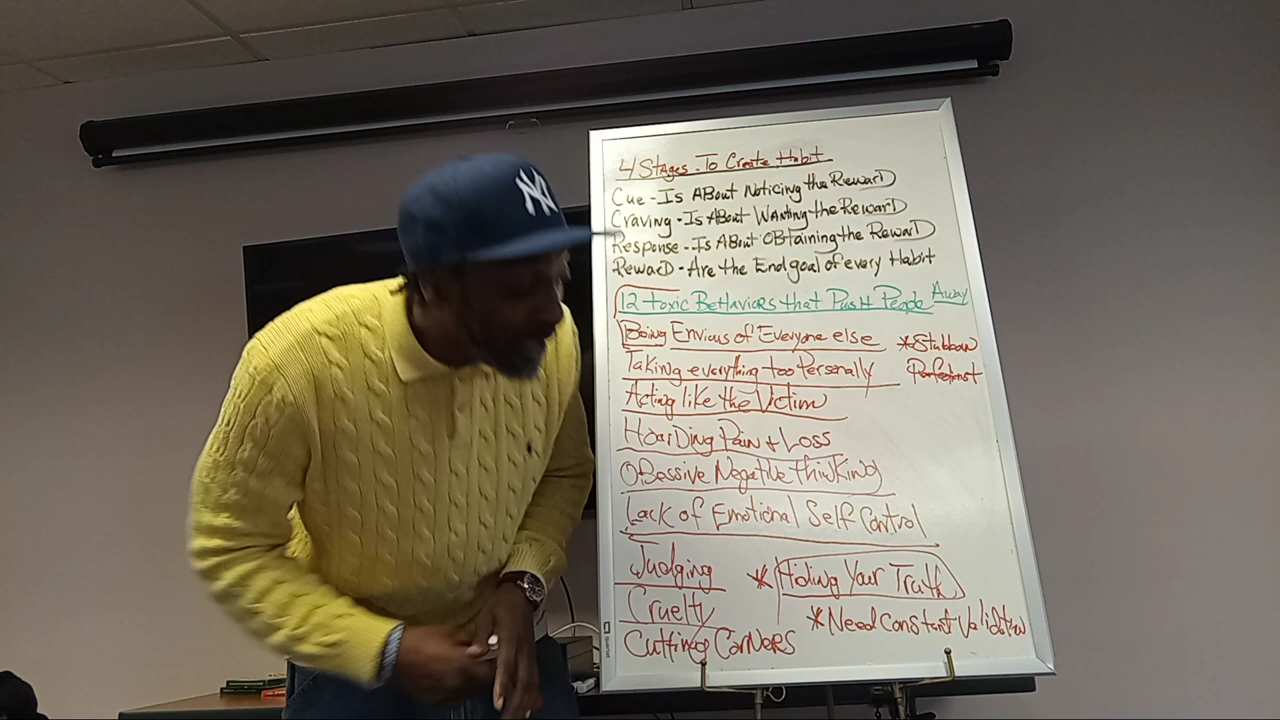 NY
4 Stages To Create Habit
Cue - Is ABout Noticing the RewarD
Craving - Is ABout Wanting the RewarD
Response - Is ABout OBtaining the RewarD
RewarD - Are the End goal of every Habit
12 toxic Behaviors that Push People Away
Being Envious of Everyone else
*Stubborn
Perfectionist
Taking everything too Personally
Acting like the Victim
HoarDing Pain + Loss
OBsessive Negative thinking
Lack of Emotional Self Control
Judging
*Hiding Your Truth
Cruelty
*Need constant Validation
Cutting CorNers
quartet